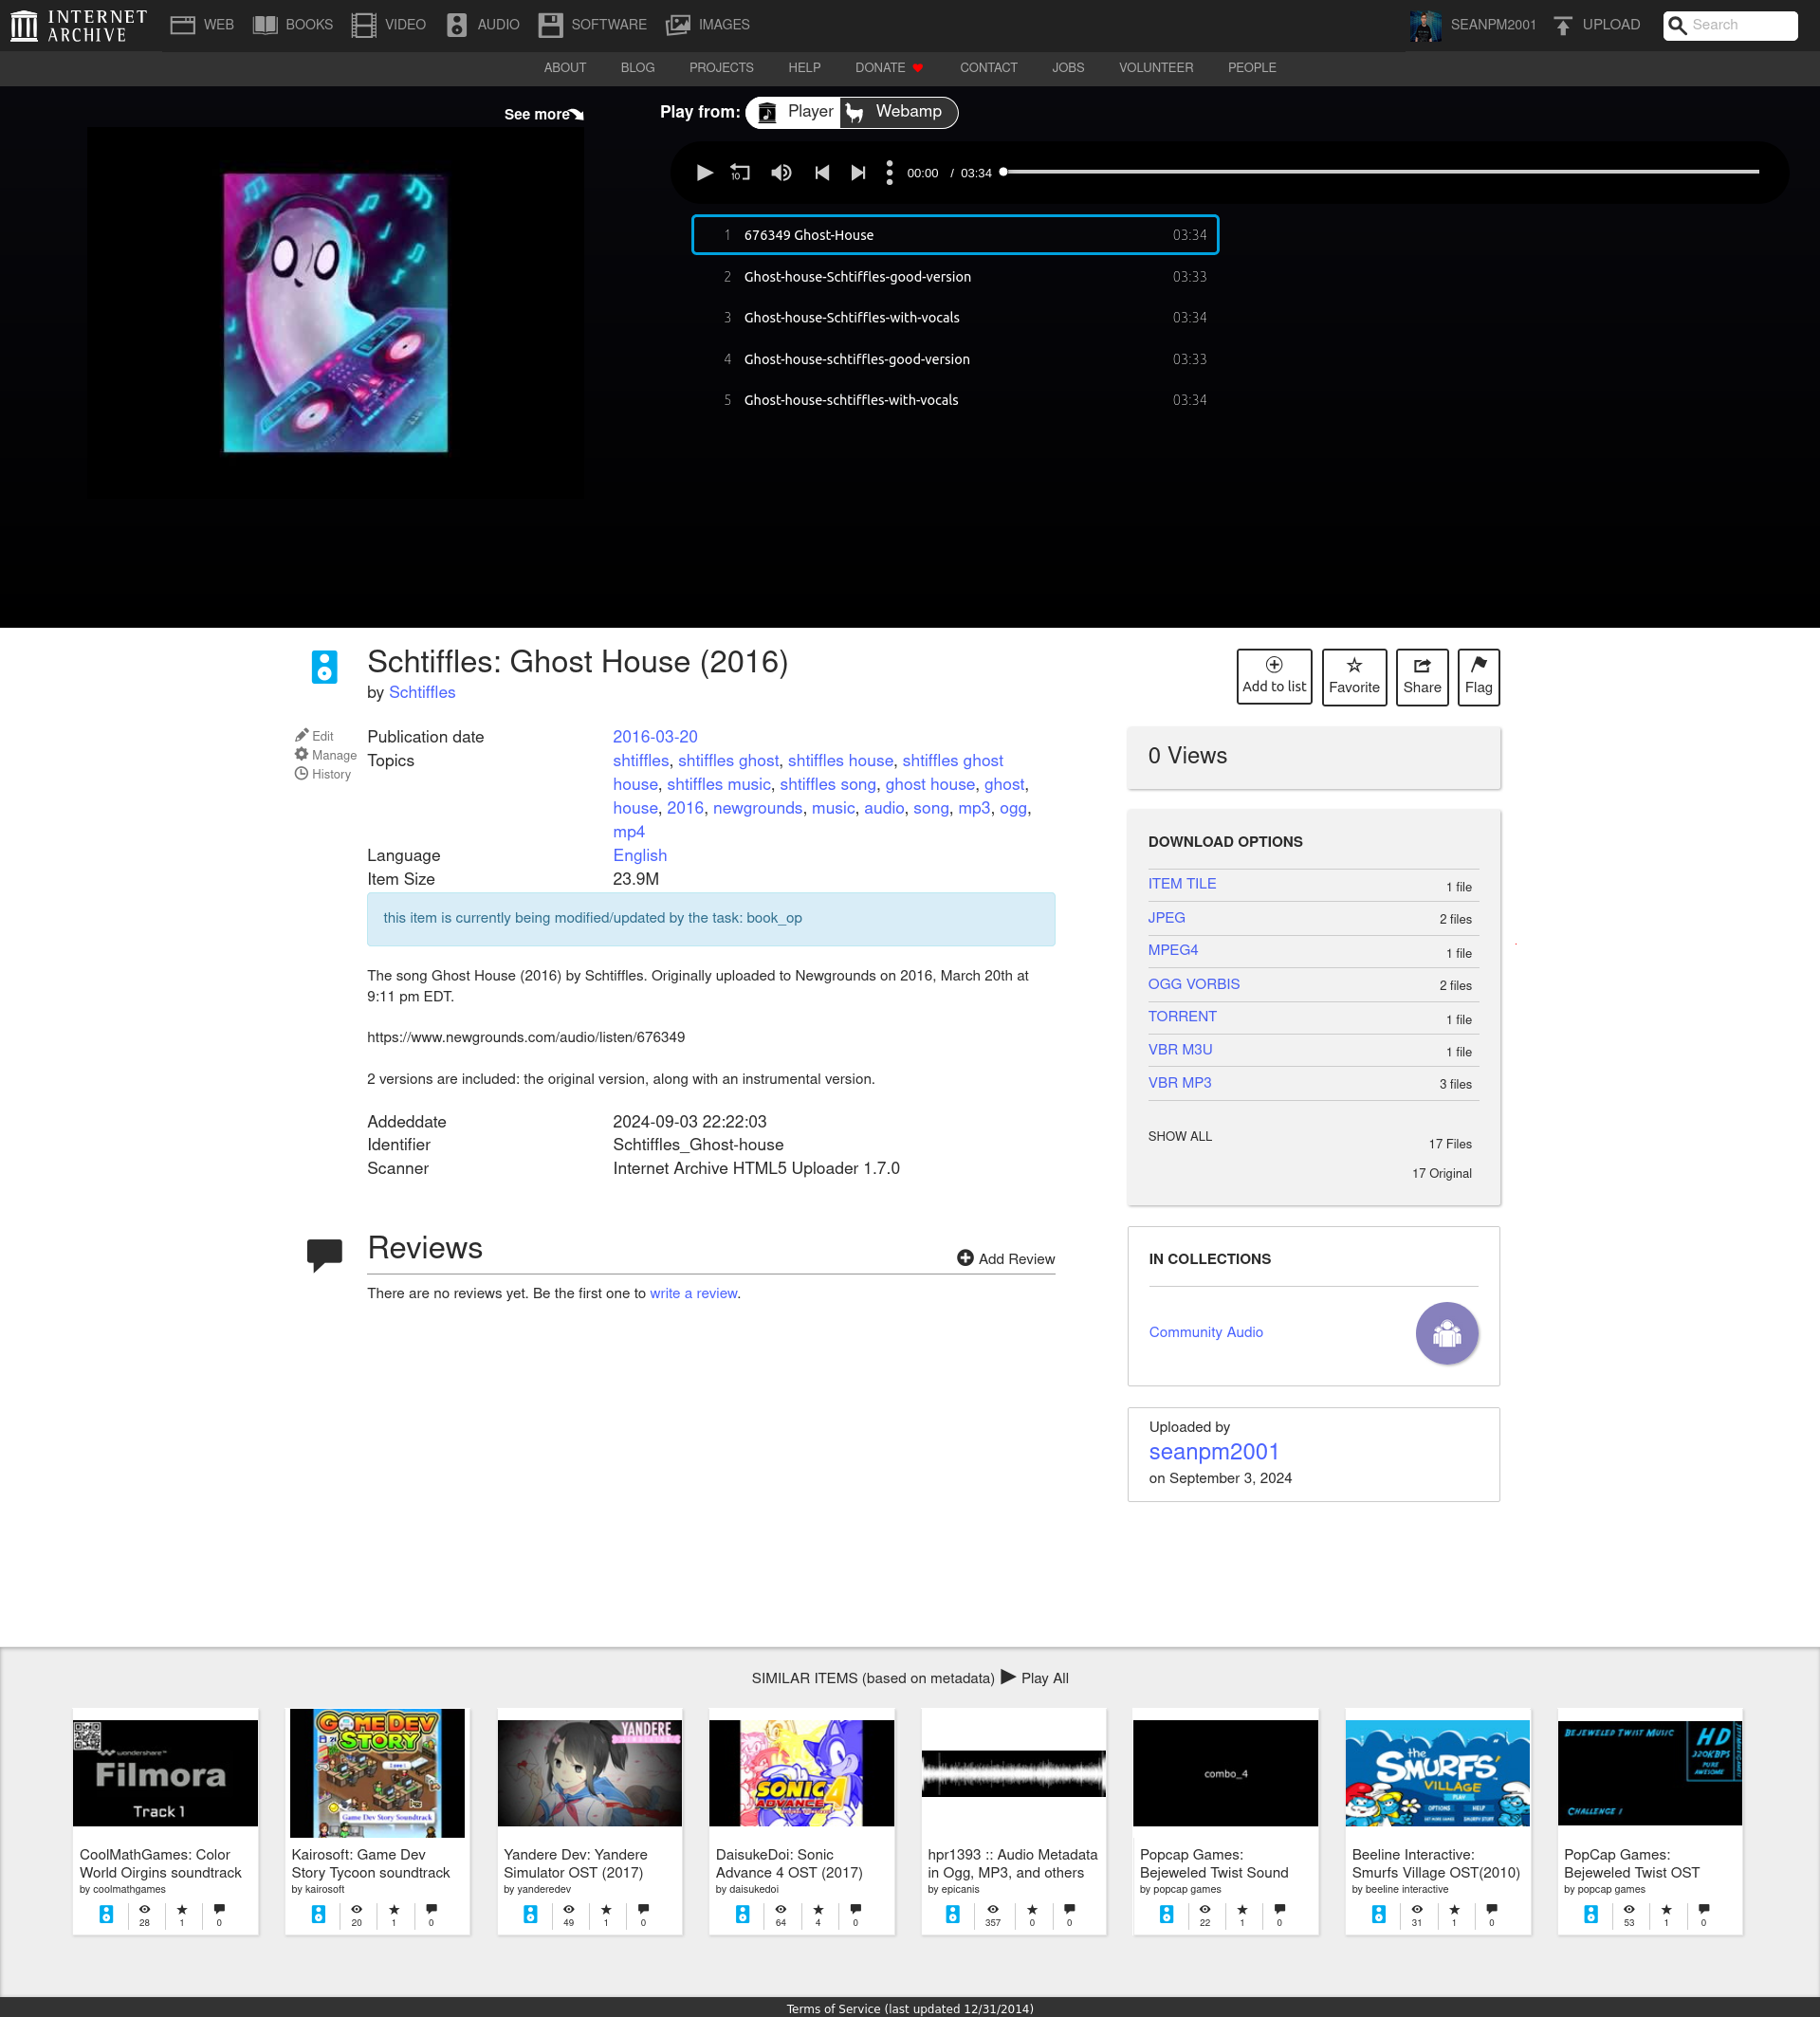 INTERNET ARCHIVE
WEB BOOKS VIDEO AUDIO SOFTWARE IMAGES
SEANPM2001 UPLOAD Search
ABOUT BLOG PROJECTS HELP DONATE CONTACT JOBS VOLUNTEER PEOPLE
See more
Play from: Player Webamp
10 00:00 / 03:34
1 676349 Ghost-House 03:34
2 Ghost-house-Schtiffles-good-version 03:33
3 Ghost-house-Schtiffles-with-vocals 03:34
4 Ghost-house-schtiffles-good-version 03:33
5 Ghost-house-schtiffles-with-vocals 03:34
Schtiffles: Ghost House (2016)
by Schtiffles
Add to list Favorite Share Flag
Edit
Manage
History
Publication date 2016-03-20
Topics shtiffles, shtiffles ghost, shtiffles house, shtiffles ghost
house, shtiffles music, shtiffles song, ghost house, ghost,
house, 2016, newgrounds, music, audio, song, mp3, ogg,
mp4
Language English
Item Size 23.9M
this item is currently being modified/updated by the task: book_op
The song Ghost House (2016) by Schtiffles. Originally uploaded to Newgrounds on 2016, March 20th at
9:11 pm EDT.
https://www.newgrounds.com/audio/listen/676349
2 versions are included: the original version, along with an instrumental version.
Addeddate 2024-09-03 22:22:03
Identifier Schtiffles_Ghost-house
Scanner Internet Archive HTML5 Uploader 1.7.0
Reviews
Add Review
There are no reviews yet. Be the first one to write a review.
0 Views
DOWNLOAD OPTIONS
ITEM TILE 1 file
JPEG 2 files
MPEG4 1 file
OGG VORBIS 2 files
TORRENT 1 file
VBR M3U 1 file
VBR MP3 3 files
SHOW ALL 17 Files
17 Original
IN COLLECTIONS
Community Audio
Uploaded by
seanpm2001
on September 3, 2024
SIMILAR ITEMS (based on metadata) Play All
wondershare
Filmora
Track 1
CoolMathGames: Color
World Oirgins soundtrack
by coolmathgames
28 1 0
GAME DEV
STORY
Game Dev Story Soundtrack
Kairosoft: Game Dev
Story Tycoon soundtrack
by kairosoft
20 1 0
YANDERE
Yandere Dev: Yandere
Simulator OST (2017)
by yanderedev
49 1 0
SONIC
ADVANCE 4
DaisukeDoi: Sonic
Advance 4 OST (2017)
by daisukedoi
64 4 0
hpr1393 :: Audio Metadata
in Ogg, MP3, and others
by epicanis
357 0 0
combo_4
Popcap Games:
Bejeweled Twist Sound
by popcap games
22 1 0
the
SMURFS'
VILLAGE
PLAY
OPTIONS HELP
Beeline Interactive:
Smurfs Village OST(2010)
by beeline interactive
31 1 0
BEJEWELED TWIST MUSIC
HD
320KBPS
PURE
AWESOME
CHALLENGE 1
PopCap Games:
Bejeweled Twist OST
by popcap games
53 1 0
Terms of Service (last updated 12/31/2014)